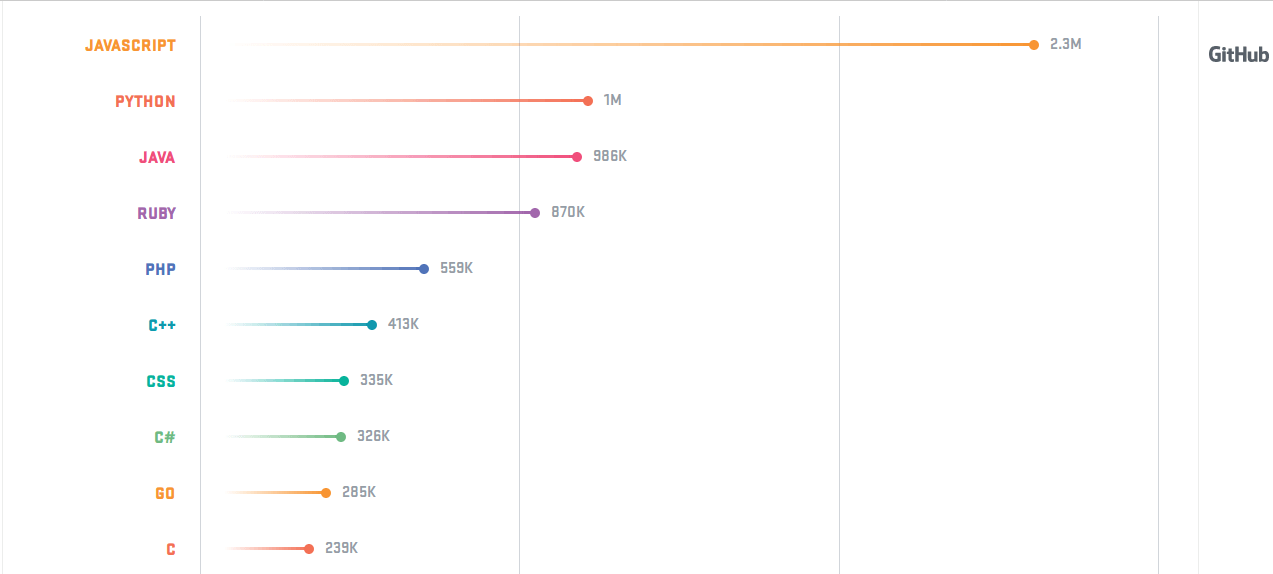 JAVASCRIPT 2.3M
GitHub
PYTHON 1M
JAVA 986K
RUBY 870K
PHP 559K
C++ 413K
CSS 335K
C# 326K
GO 285K
C 239K